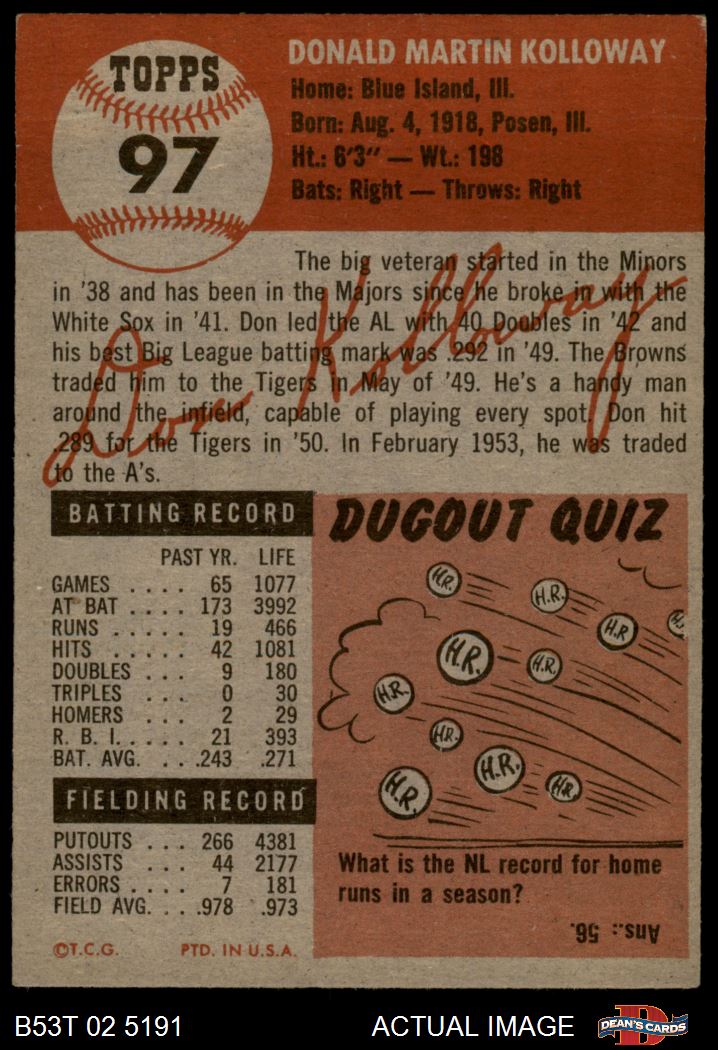 TOPPS
97
DONALD MARTIN KOLLOWAY
Home: Blue Island, Ill.
Born: Aug. 4, 1918, Posen, Ill.
Ht.: 6'3" — Wt.: 198
Bats: Right — Throws: Right
The big veteran started in the Minors
in '38 and has been in the Majors since he broke in with the
White Sox in '41. Don led the AL with 40 Doubles in '42 and
his best Big League batting mark was .292 in '49. The Browns
traded him to the Tigers in May of '49. He's a handy man
around the infield, capable of playing every spot. Don hit
.289 for the Tigers in '50. In February 1953, he was traded
to the A's.
Don Kolloway
BATTING RECORD
PAST YR. LIFE
GAMES . . . . 65 1077
AT BAT . . . . 173 3992
RUNS . . . . . 19 466
HITS . . . . . 42 1081
DOUBLES . . . 9 180
TRIPLES . . . 0 30
HOMERS . . . 2 29
R. B. I. . . . . 21 393
BAT. AVG. . . .243 .271
FIELDING RECORD
PUTOUTS . . . 266 4381
ASSISTS . . . 44 2177
ERRORS . . . . 7 181
FIELD AVG. . . .978 .973
©T.C.G. PTD. IN U.S.A.
DUGOUT QUIZ
H.R.
H.R.
H.R.
H.R.
H.R.
H.R.
H.R.
H.R.
H.R.
H.R.
H.R.
What is the NL record for home
runs in a season?
Ans.: 56.
B53T 02 5191 ACTUAL IMAGE
DEAN'S CARDS